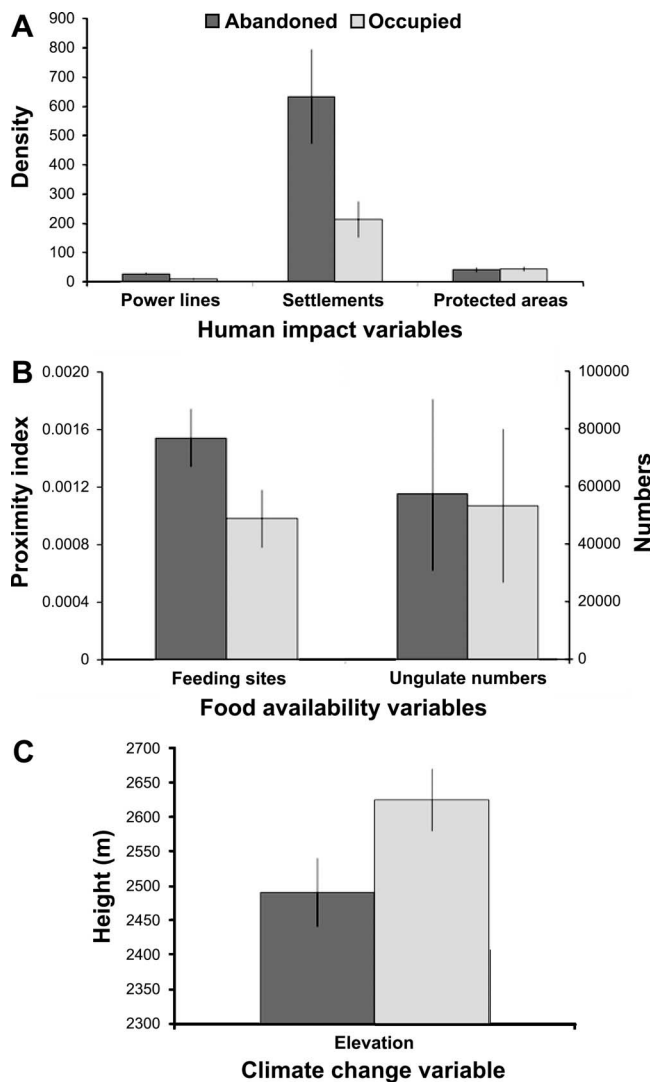 A
Abandoned Occupied
900
800
700
600
500
400
300
200
100
0
Density
Power lines Settlements Protected areas
Human impact variables
B
0.0020
0.0016
0.0012
0.0008
0.0004
0
Proximity index
100000
80000
60000
40000
20000
0
Numbers
Feeding sites Ungulate numbers
Food availability variables
C
2700
2650
2600
2550
2500
2450
2400
2350
2300
Height (m)
Elevation
Climate change variable